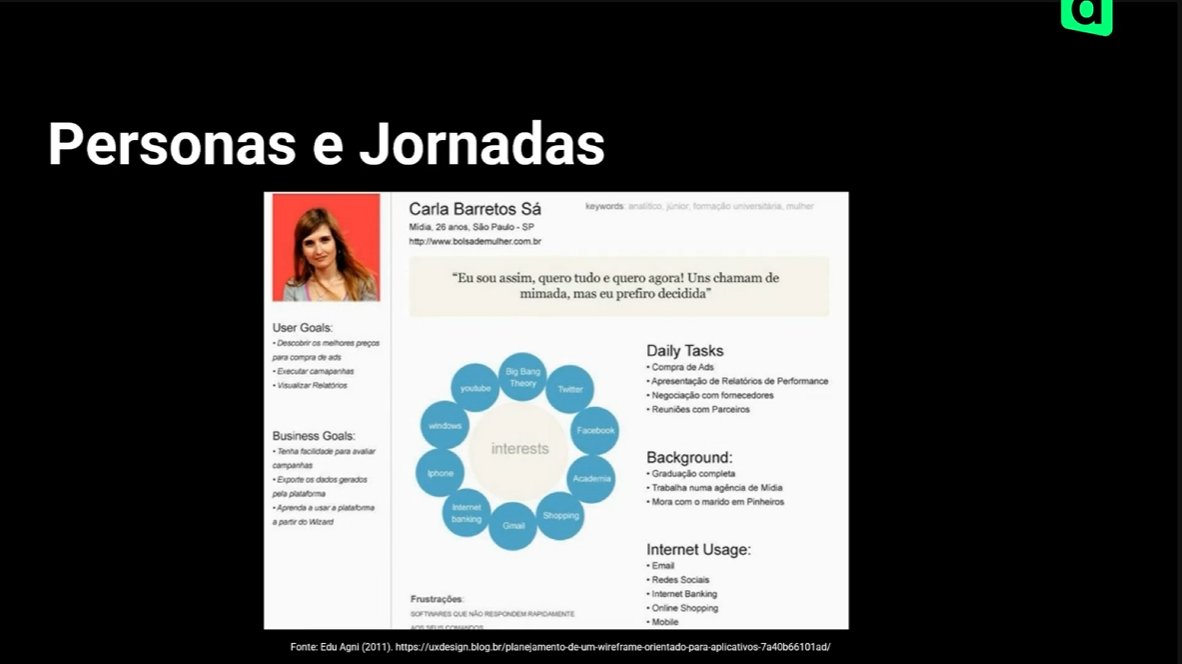 a
Personas e Jornadas
Carla Barretos Sá
keywords: analítico, júnior, formação universitária, mulher
Mídia, 26 anos, São Paulo - SP
http://www.bolsademulher.com.br
“Eu sou assim, quero tudo e quero agora! Uns chamam de
mimada, mas eu prefiro decidida”
User Goals:
• Descobrir os melhores preços
para compra de ads
• Executar camapanhas
• Visualizar Relatórios
Business Goals:
• Tenha facilidade para avaliar
campanhas
• Exporte os dados gerados
pela plataforma
• Aprenda a usar a plataforma
a partir do Wizard
interests
Big Bang
Theory
Twitter
Facebook
Academia
Shopping
Gmail
Internet
banking
Iphone
windows
youtube
Frustrações:
SOFTWARES QUE NÃO RESPONDEM RAPIDAMENTE
AOS SEUS COMANDOS
Daily Tasks
• Compra de Ads
• Apresentação de Relatórios de Performance
• Negociação com fornecedores
• Reuniões com Parceiros
Background:
• Graduação completa
• Trabalha numa agência de Mídia
• Mora com o marido em Pinheiros
Internet Usage:
• Email
• Redes Sociais
• Internet Banking
• Online Shopping
• Mobile
Fonte: Edu Agni (2011). https://uxdesign.blog.br/planejamento-de-um-wireframe-orientado-para-aplicativos-7a40b66101ad/